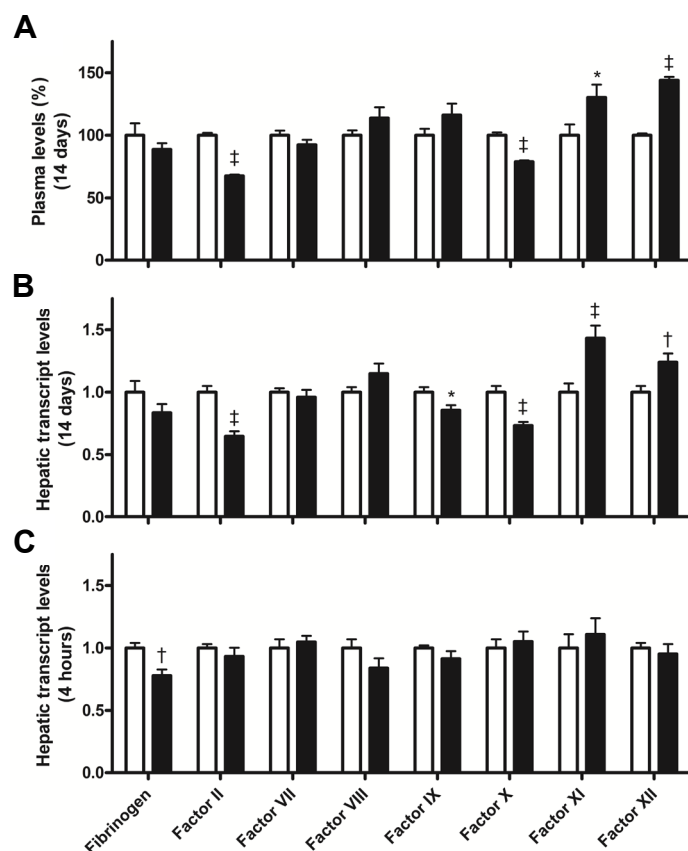 A
Plasma levels (%)
(14 days)
150
100
50
0
‡
‡
*
‡
B
Hepatic transcript levels
(14 days)
1.5
1.0
0.5
0.0
‡
*
‡
‡
†
C
Hepatic transcript levels
(4 hours)
1.5
1.0
0.5
0.0
†
Fibrinogen
Factor II
Factor VII
Factor VIII
Factor IX
Factor X
Factor XI
Factor XII